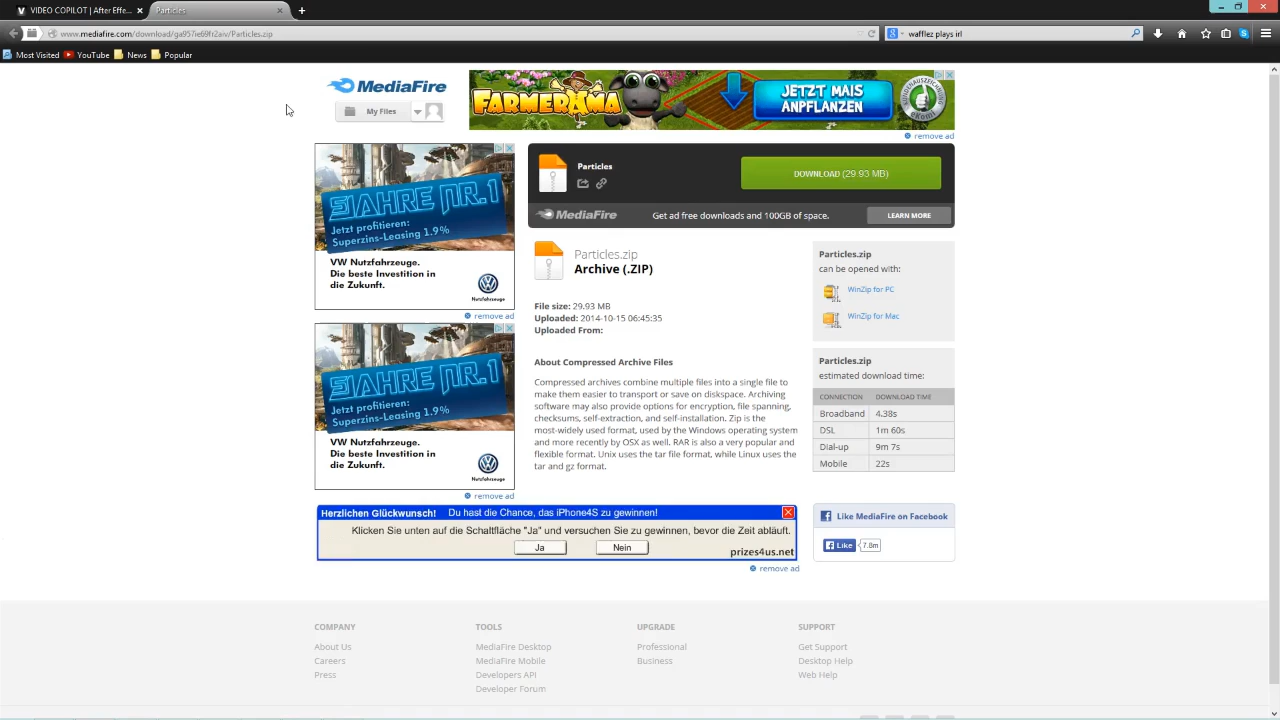 VIDEO COPILOT | After Effe...
Particles
www.mediafire.com/download/ga957ie69fr2aiv/Particles.zip
wafflez plays irl
Most Visited YouTube News Popular
MediaFire
My Files
FARMERAMA
JETZT MAIS
ANPFLANZEN
remove ad
5 JAHRE NR.1
Jetzt profitieren:
Superzins-Leasing 1.9%
VW Nutzfahrzeuge.
Die beste Investition in
die Zukunft.
Nutzfahrzeuge
remove ad
Particles
DOWNLOAD (29.93 MB)
MediaFire Get ad free downloads and 100GB of space. LEARN MORE
Particles.zip
Archive (.ZIP)
File size: 29.93 MB
Uploaded: 2014-10-15 06:45:35
Uploaded From:
About Compressed Archive Files
Compressed archives combine multiple files into a single file to
make them easier to transport or save on diskspace. Archiving
software may also provide options for encryption, file spanning,
checksums, self-extraction, and self-installation. Zip is the
most-widely used format, used by the Windows operating system
and more recently by OSX as well. RAR is also a very popular and
flexible format. Unix uses the tar file format, while Linux uses the
tar and gz format.
Particles.zip
can be opened with:
WinZip for PC
WinZip for Mac
Particles.zip
estimated download time:
CONNECTION DOWNLOAD TIME
Broadband 4.38s
DSL 1m 60s
Dial-up 9m 7s
Mobile 22s
5 JAHRE NR.1
Jetzt profitieren:
Superzins-Leasing 1.9%
VW Nutzfahrzeuge.
Die beste Investition in
die Zukunft.
Nutzfahrzeuge
remove ad
Herzlichen Glückwunsch! Du hast die Chance, das iPhone4S zu gewinnen!
Klicken Sie unten auf die Schaltfläche "Ja" und versuchen Sie zu gewinnen, bevor die Zeit abläuft.
Ja Nein
prizes4us.net
remove ad
Like MediaFire on Facebook
Like 7.8m
COMPANY
About Us
Careers
Press
TOOLS
MediaFire Desktop
MediaFire Mobile
Developers API
Developer Forum
UPGRADE
Professional
Business
SUPPORT
Get Support
Desktop Help
Web Help